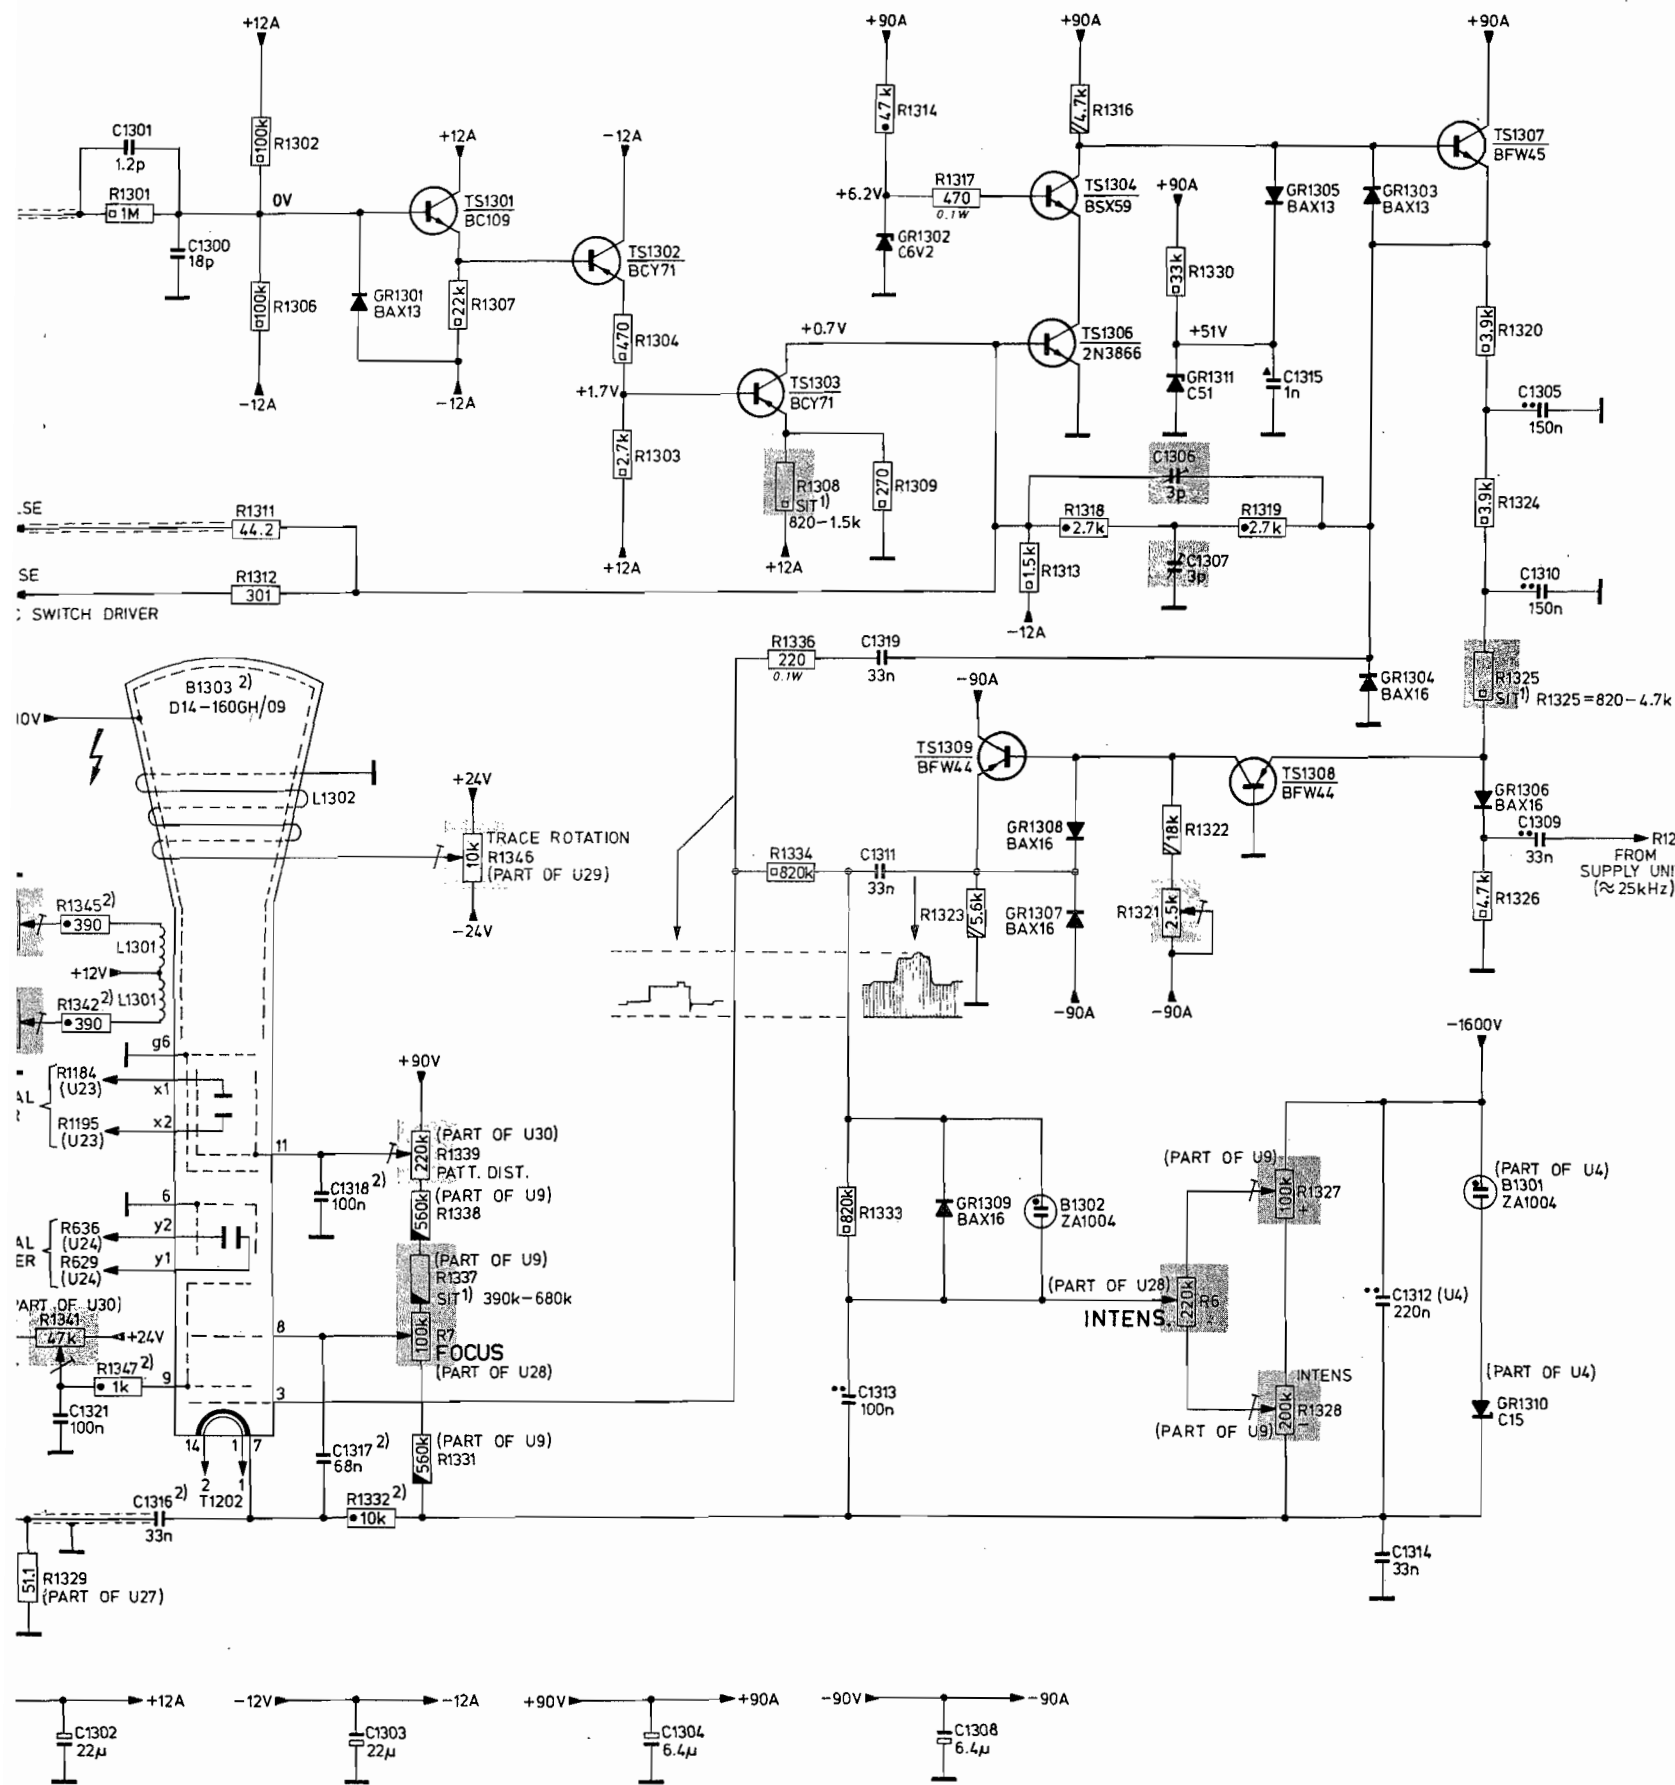 +12A
+90A
+90A
+90A
C1301
1.2p
100k
R1302
+12A
-12A
47k
R1314
4.7k
R1316
TS1307
BFW45
R1301
1M
0V
TS1301
BC109
+6.2V
R1317
470
0.1W
TS1304
BSX59
+90A
GR1305
BAX13
GR1303
BAX13
C1300
18p
TS1302
BCY71
GR1302
C6V2
33k
R1330
100k
R1306
GR1301
BAX13
22k
R1307
470
R1304
+0.7V
TS1306
2N3866
+51V
3.9k
R1320
-12A
-12A
+1.7V
TS1303
BCY71
GR1311
C51
C1315
1n
C1305
150n
2.7k
R1303
R1308
SIT1)
820-1.5k
270
R1309
C1306
3p
3.9k
R1324
SE
R1311
44.2
R1318
2.7k
R1319
2.7k
+12A
+12A
1.5k
R1313
C1307
3p
SE
R1312
301
C1310
150n
SWITCH DRIVER
-12A
R1336
220
0.1W
C1319
33n
B1303 2)
D14-160GH/09
-90A
GR1304
BAX16
R1325
SIT1) R1325=820-4.7k
TS1309
BFW44
TS1308
BFW44
+24V
L1302
GR1306
BAX16
TRACE ROTATION
10k
R1346
(PART OF U29)
GR1308
BAX16
18k
R1322
C1309
33n
R12
FROM
SUPPLY UNI
(≈25kHz)
R1334
820k
C1311
33n
R1345 2)
390
-24V
R1323
5.6k
GR1307
BAX16
R1321
2.5k
4.7k
R1326
L1301
+12V
R1342 2)
L1301
390
-90A
-90A
-1600V
g6
+90V
R1184
(U23)
x1
R1195
(U23)
x2
11
220k
(PART OF U30)
R1339
PATT. DIST.
(PART OF U9)
100k
R1327
+
(PART OF U4)
B1301
ZA1004
C1318 2)
100n
560k
(PART OF U9)
R1338
820k
R1333
GR1309
BAX16
B1302
ZA1004
6
R636
(U24)
y2
R629
(U24)
y1
(PART OF U9)
R1337
SIT1) 390k-680k
(PART OF U28)
INTENS.
220k
R6
C1312 (U4)
220n
PART OF U30)
R1341
47k
+24V
8
100k
R7
FOCUS
(PART OF U28)
R1347 2)
1k
9
3
INTENS
200k
R1328
-
(PART OF U9)
(PART OF U4)
GR1310
C15
C1321
100n
C1313
100n
14
1
7
C1317 2)
68n
560k
(PART OF U9)
R1331
2
1
T1202
C1316 2)
33n
R1332 2)
10k
51.1
R1329
(PART OF U27)
C1314
33n
+12A
-12V
-12A
+90V
+90A
-90V
-90A
C1302
22μ
C1303
22μ
C1304
6.4μ
C1308
6.4μ